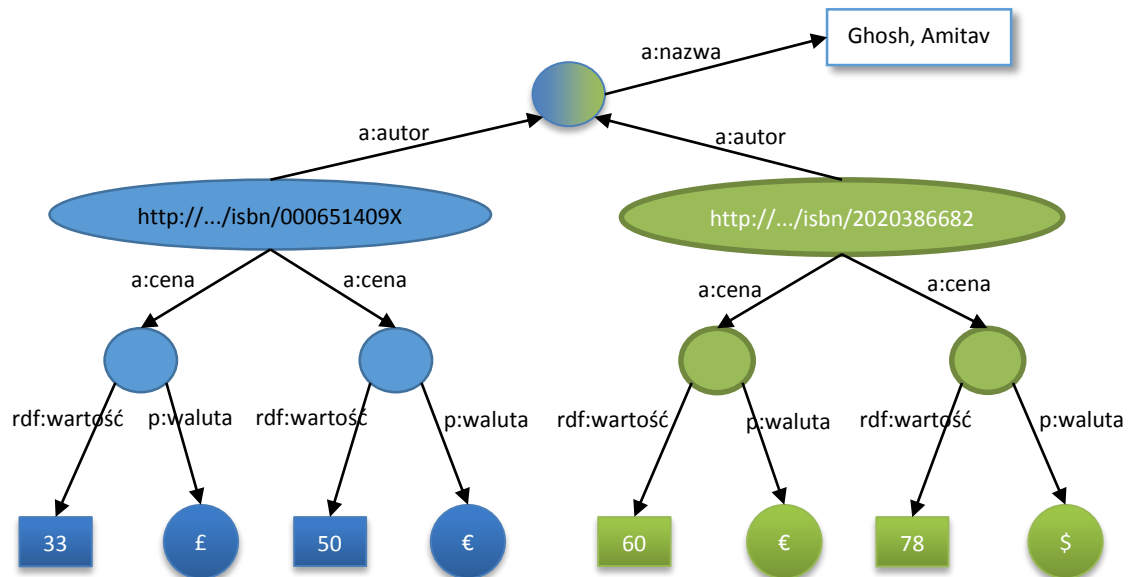 Ghosh, Amitav
a:nazwa
a:autor
a:autor
http://.../isbn/000651409X
http://.../isbn/2020386682
a:cena
a:cena
a:cena
a:cena
rdf:wartość
p:waluta
rdf:wartość
p:waluta
rdf:wartość
p:waluta
rdf:wartość
p:waluta
33
£
50
€
60
€
78
$